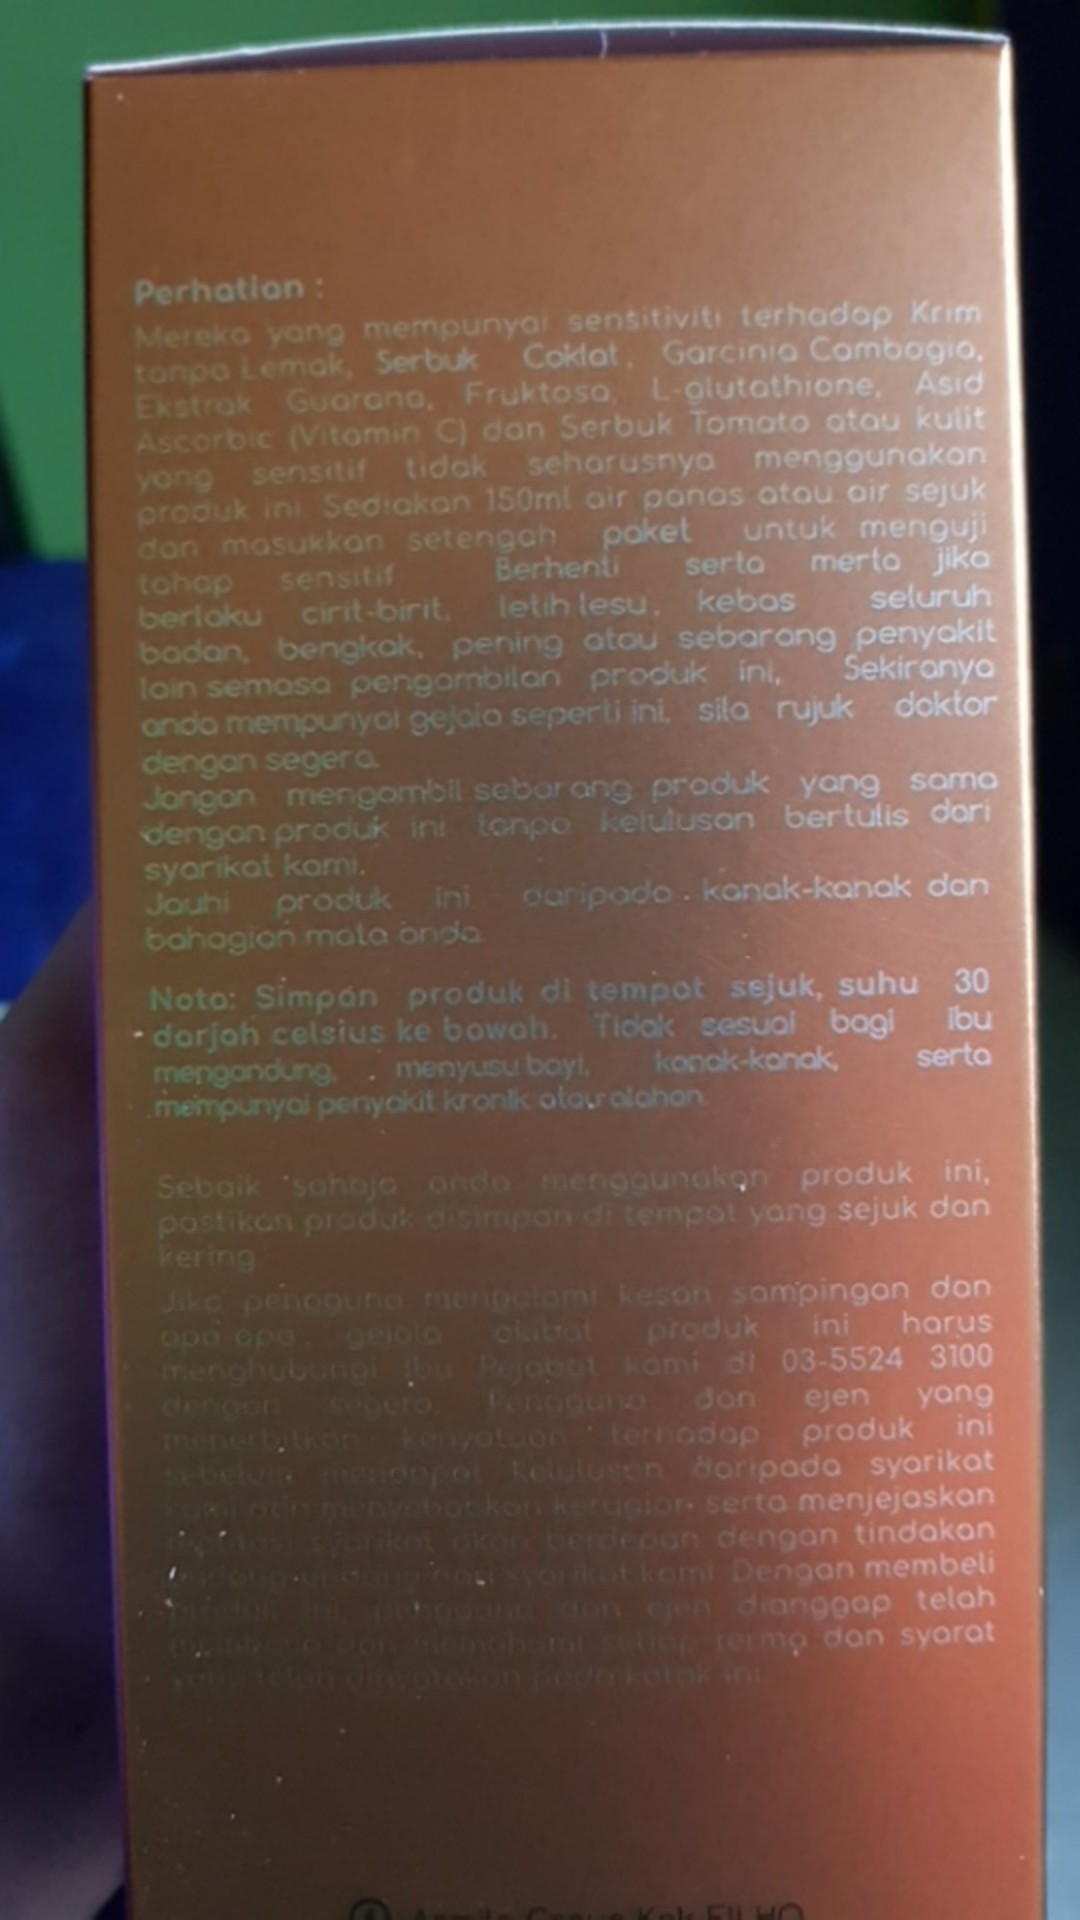 Perhatian :
Mereka yang mempunyai sensitiviti terhadap Krim
tanpa Lemak, Serbuk Coklat, Garcinia Cambogia,
Ekstrak Guarana, Fruktosa, L-glutathione, Asid
Ascorbic (Vitamin C) dan Serbuk Tomato atau kulit
yang sensitif tidak seharusnya menggunakan
produk ini. Sediakan 150ml air panas atau air sejuk
dan masukkan setengah paket untuk menguji
tahap sensitif Berhenti serta merta jika
berlaku cirit-birit, letih lesu, kebas seluruh
badan, bengkak, pening atau sebarang penyakit
lain semasa pengambilan produk ini, Sekiranya
anda mempunyai gejala seperti ini, sila rujuk doktor
dengan segera.
Jangan mengambil sebarang produk yang sama
dengan produk ini tanpa kelulusan bertulis dari
syarikat kami.
Jauhi produk ini daripada kanak-kanak dan
bahagian mata anda
Nota: Simpan produk di tempat sejuk, suhu 30
darjah celsius ke bawah. Tidak sesuai bagi ibu
mengandung, menyusu bayi, kanak-kanak, serta
mempunyai penyakit kronik atau alahan
Sebaik sahaja anda menggunakan produk ini,
pastikan produk disimpan di tempat yang sejuk dan
kering
Jika pengguna mengalami kesan sampingan dan
apa-apa gejala akibat produk ini harus
menghubungi Ibu Pejabat kami di 03-5524 3100
dengan segera. Pengguna dan ejen yang
menerbitkan kenyataan terhadap produk ini
sebelum mendapat kelulusan daripada syarikat
kami dan menyebabkan kerugian serta menjejaskan
syarikat akan berdepan dengan tindakan
syarikat kami Dengan membeli
produk ini, pengguna dan ejen dianggap telah
dan memahami setiap terma dan syarat
yang telah dinyatakan pada kotak ini